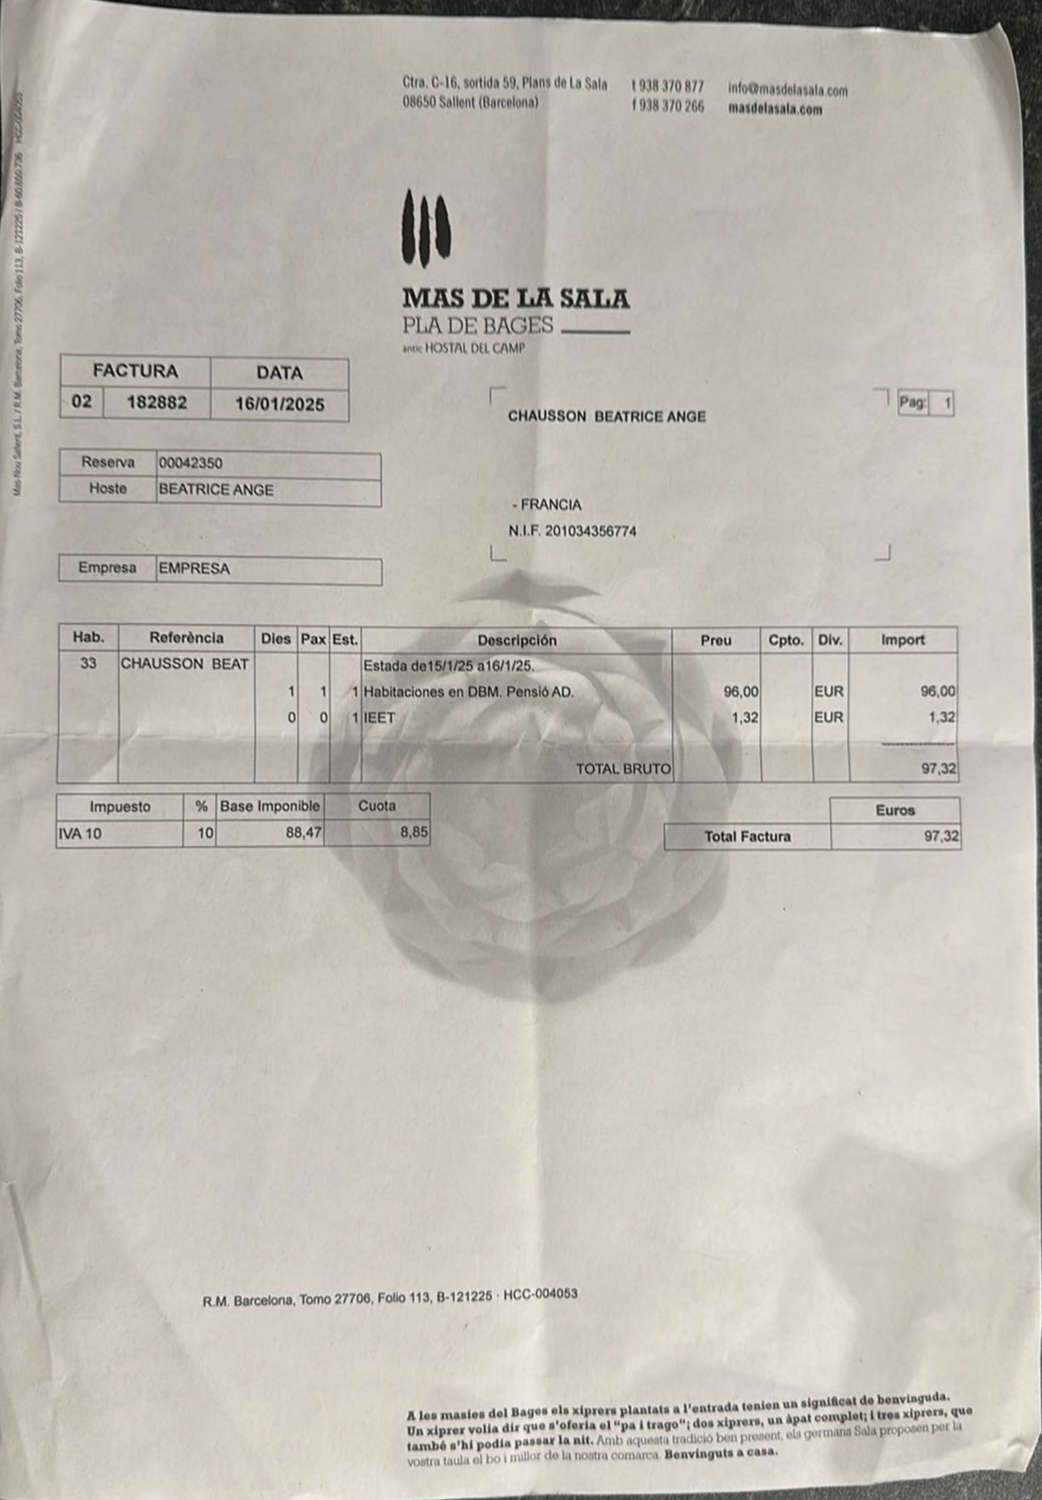 Ctra. C-16, sortida 59, Plans de La Sala t 938 370 877 info@masdelasala.com
08650 Sallent (Barcelona) f 938 370 266 masdelasala.com
MAS DE LA SALA
PLA DE BAGES
antic HOSTAL DEL CAMP
FACTURA DATA
02 182882 16/01/2025
CHAUSSON BEATRICE ANGE
Pag: 1
Reserva 00042350
Hoste BEATRICE ANGE
- FRANCIA
N.I.F. 201034356774
Empresa EMPRESA
Hab. Referència Dies Pax Est. Descripción Preu Cpto. Div. Import
33 CHAUSSON BEAT Estada de15/1/25 a16/1/25.
1 1 1 Habitaciones en DBM. Pensió AD. 96,00 EUR 96,00
0 0 1 IEET 1,32 EUR 1,32
TOTAL BRUTO 97,32
Impuesto % Base Imponible Cuota
IVA 10 10 88,47 8,85
Euros
Total Factura 97,32
R.M. Barcelona, Tomo 27706, Folio 113, B-121225 · HCC-004053
A les masies del Bages els xiprers plantats a l'entrada tenien un significat de benvinguda.
Un xiprer volia dir que s'oferia el "pa i trago"; dos xiprers, un àpat complet; i tres xiprers, que
també s'hi podia passar la nit. Amb aquesta tradició ben present, els germans Sala proposen per la
vostra taula el bo i millor de la nostra comarca. Benvinguts a casa.
Mas-Nou Sallent, S.L. / R.M. Barcelona, Tomo 27706, Folio 113, B-121225 / B-60.650.736 HCC-004053